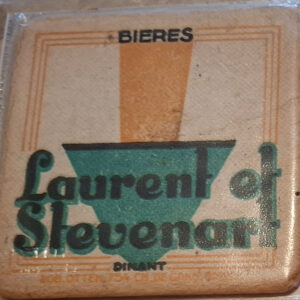 BIERES
Laurent et
Stevenart
DINANT